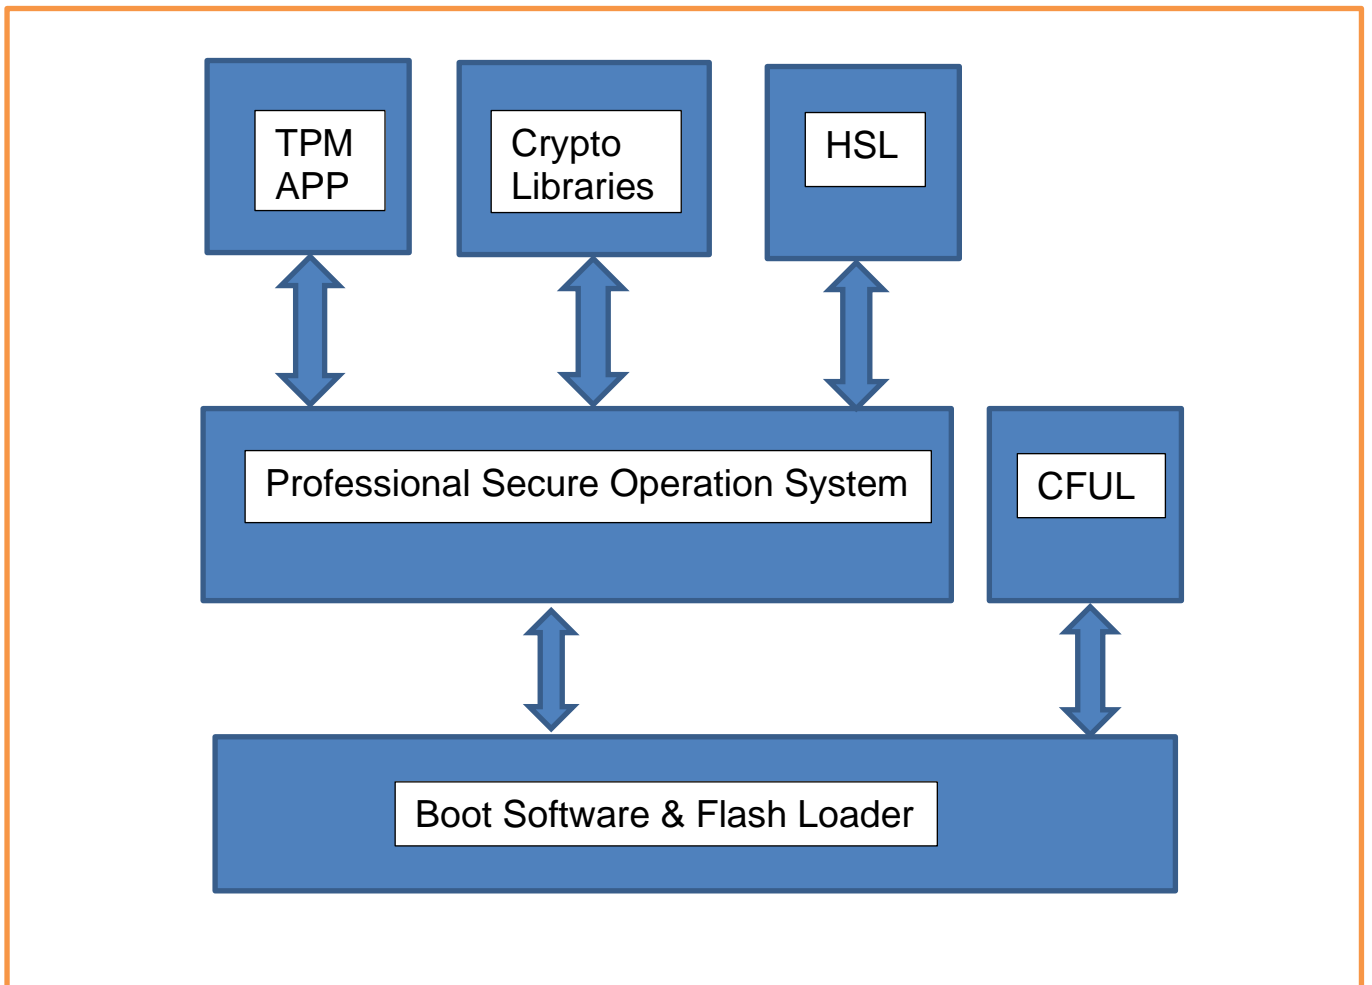 TPM
APP
Crypto
Libraries
HSL
Professional Secure Operation System
CFUL
Boot Software & Flash Loader